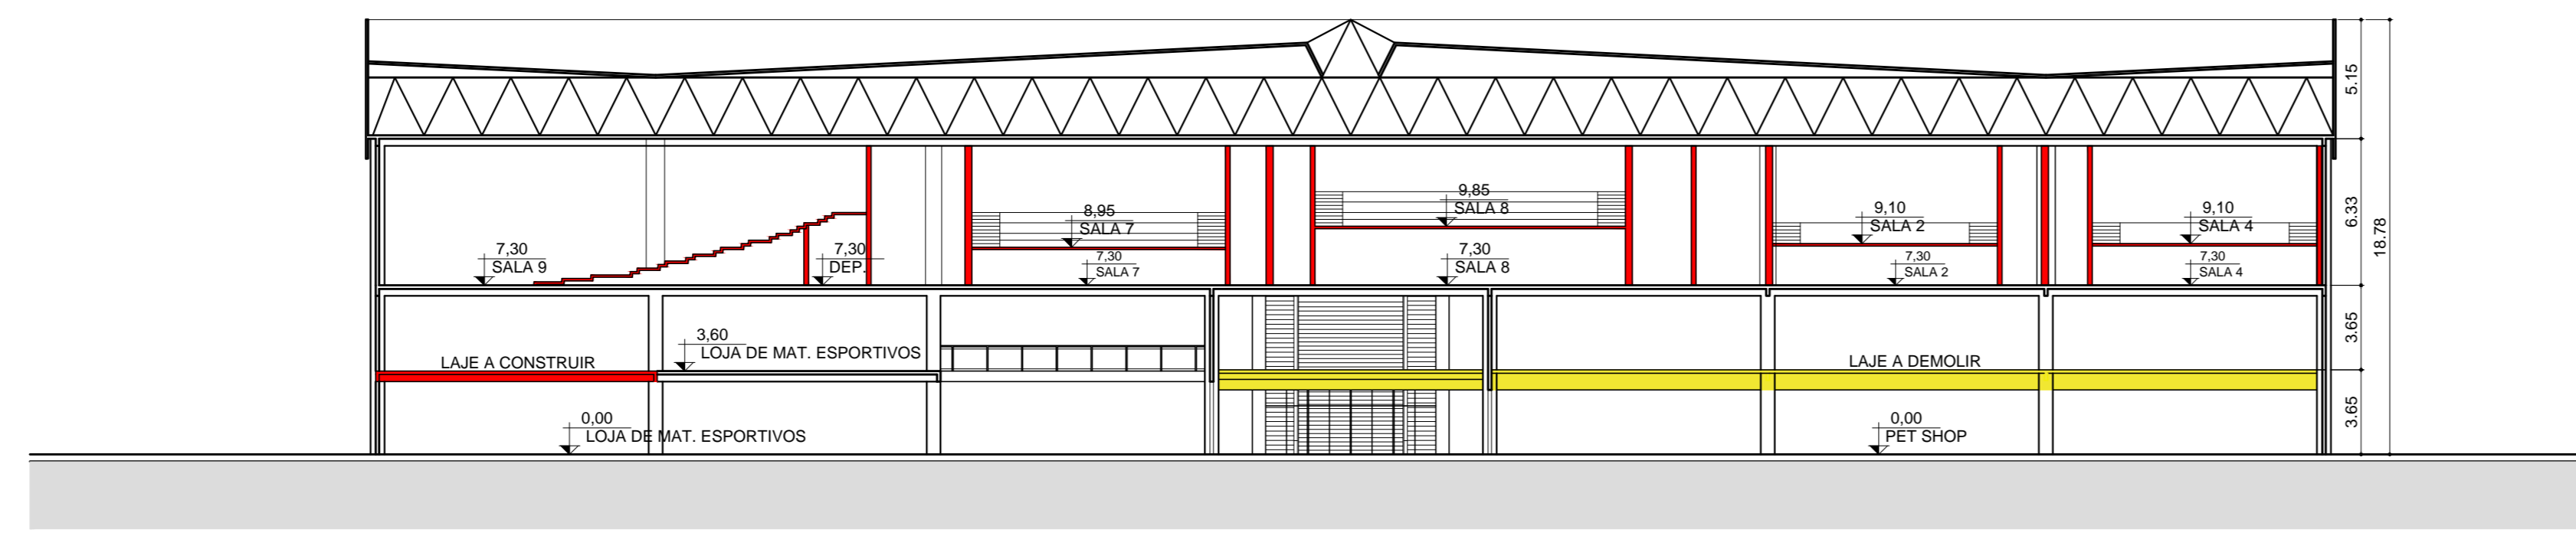 5.15
6.33
18.78
3.65
3.65
9,85
SALA 8
8,95
SALA 7
9,10
SALA 2
9,10
SALA 4
7,30
SALA 9
7,30
DEP.
7,30
SALA 7
7,30
SALA 8
7,30
SALA 2
7,30
SALA 4
3,60
LOJA DE MAT. ESPORTIVOS
LAJE A CONSTRUIR
LAJE A DEMOLIR
0,00
LOJA DE MAT. ESPORTIVOS
0,00
PET SHOP